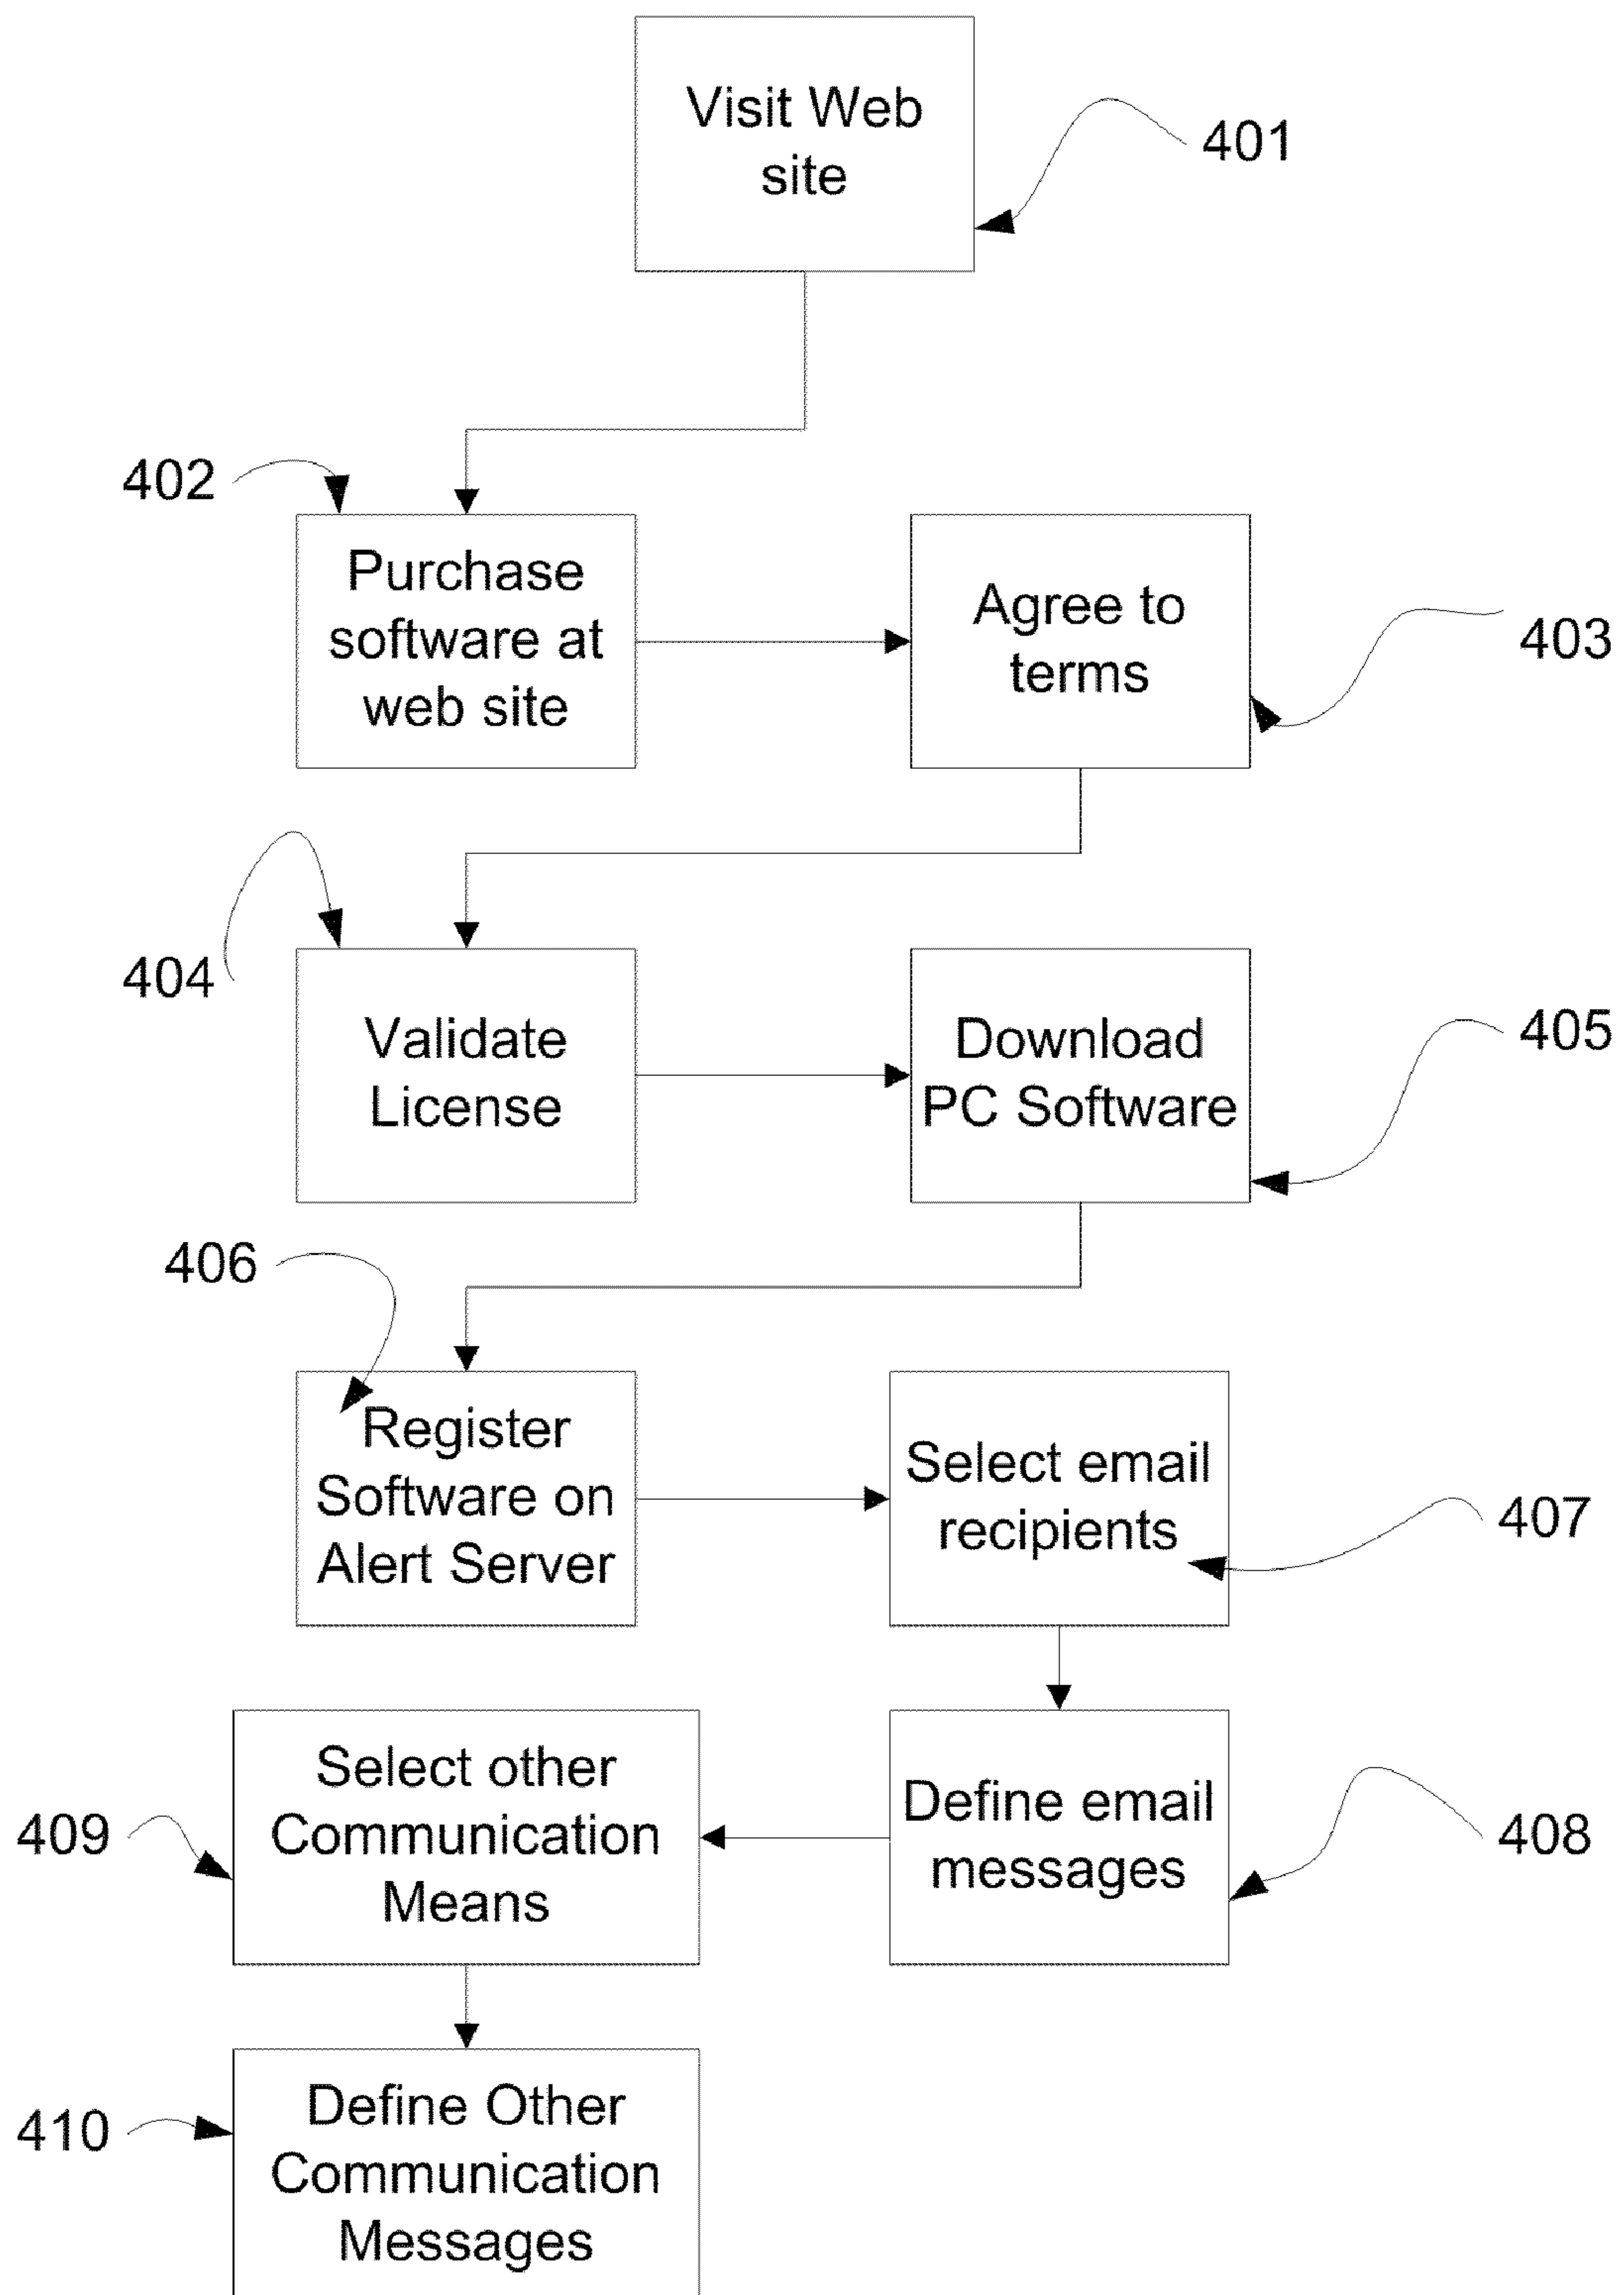 Visit Web
site
401
402
Purchase
software at
web site
Agree to
terms
403
404
Validate
License
Download
PC Software
405
406
Register
Software on
Alert Server
Select email
recipients
407
Select other
Communication
Means
409
Define email
messages
408
410
Define Other
Communication
Messages